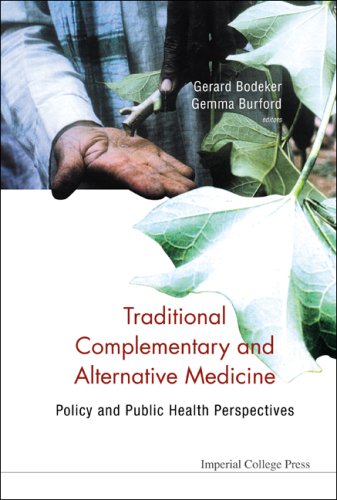 Gerard Bodeker
Gemma Burford
editors
Traditional
Complementary and
Alternative Medicine
Policy and Public Health Perspectives
Imperial College Press